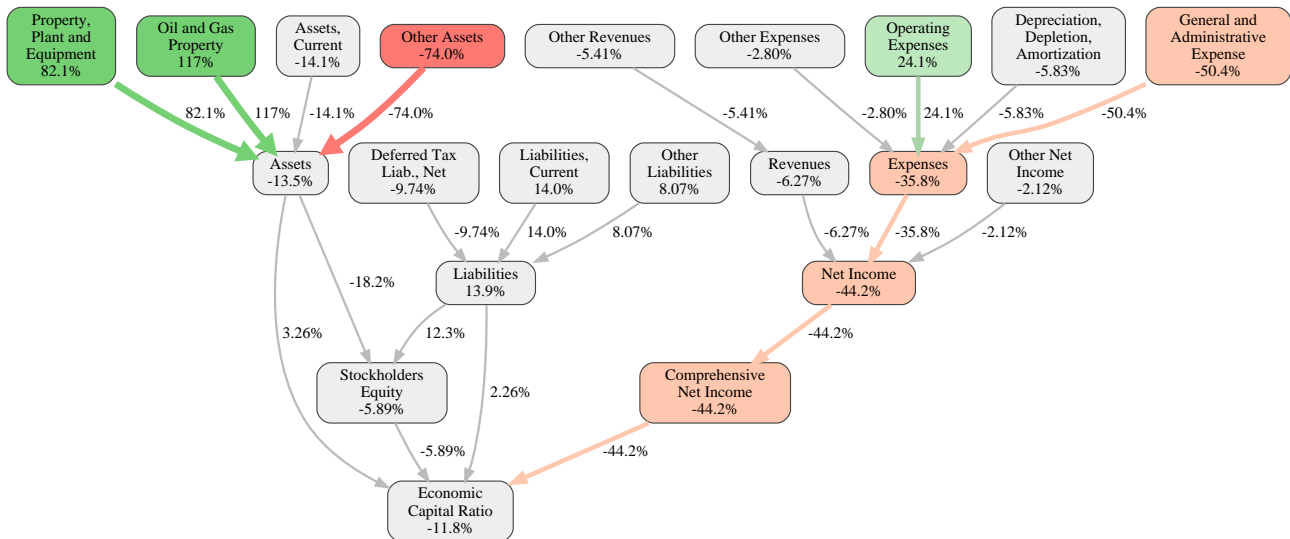 Property,
Plant and
Equipment
82.1%
Oil and Gas
Property
117%
Assets,
Current
-14.1%
Other Assets
-74.0%
Other Revenues
-5.41%
Other Expenses
-2.80%
Operating
Expenses
24.1%
Depreciation,
Depletion,
Amortization
-5.83%
General and
Administrative
Expense
-50.4%
82.1%
117%
-14.1%
-74.0%
-5.41%
-2.80%
24.1%
-5.83%
-50.4%
Assets
-13.5%
Deferred Tax
Liab., Net
-9.74%
Liabilities,
Current
14.0%
Other
Liabilities
8.07%
Revenues
-6.27%
Expenses
-35.8%
Other Net
Income
-2.12%
-9.74%
14.0%
8.07%
-6.27%
-35.8%
-2.12%
-18.2%
Liabilities
13.9%
Net Income
-44.2%
3.26%
12.3%
-44.2%
Stockholders
Equity
-5.89%
2.26%
Comprehensive
Net Income
-44.2%
-5.89%
-44.2%
Economic
Capital Ratio
-11.8%